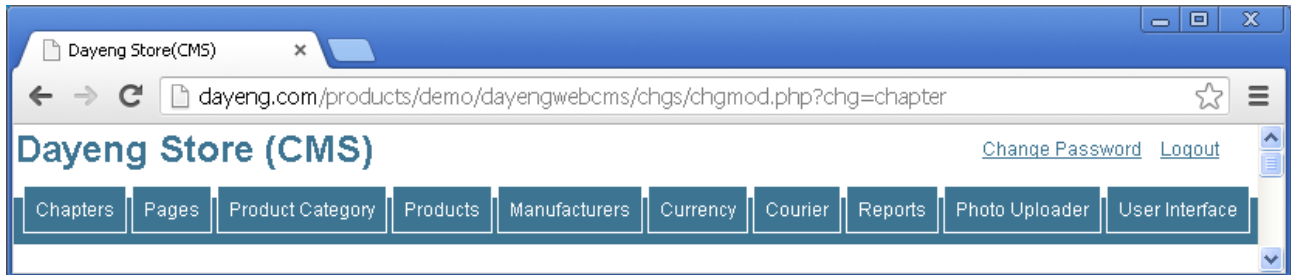 Dayeng Store(CMS)
dayeng.com/products/demo/dayengwebcms/chgs/chgmod.php?chg=chapter
Dayeng Store (CMS)
Change Password Logout
Chapters Pages Product Category Products Manufacturers Currency Courier Reports Photo Uploader User Interface